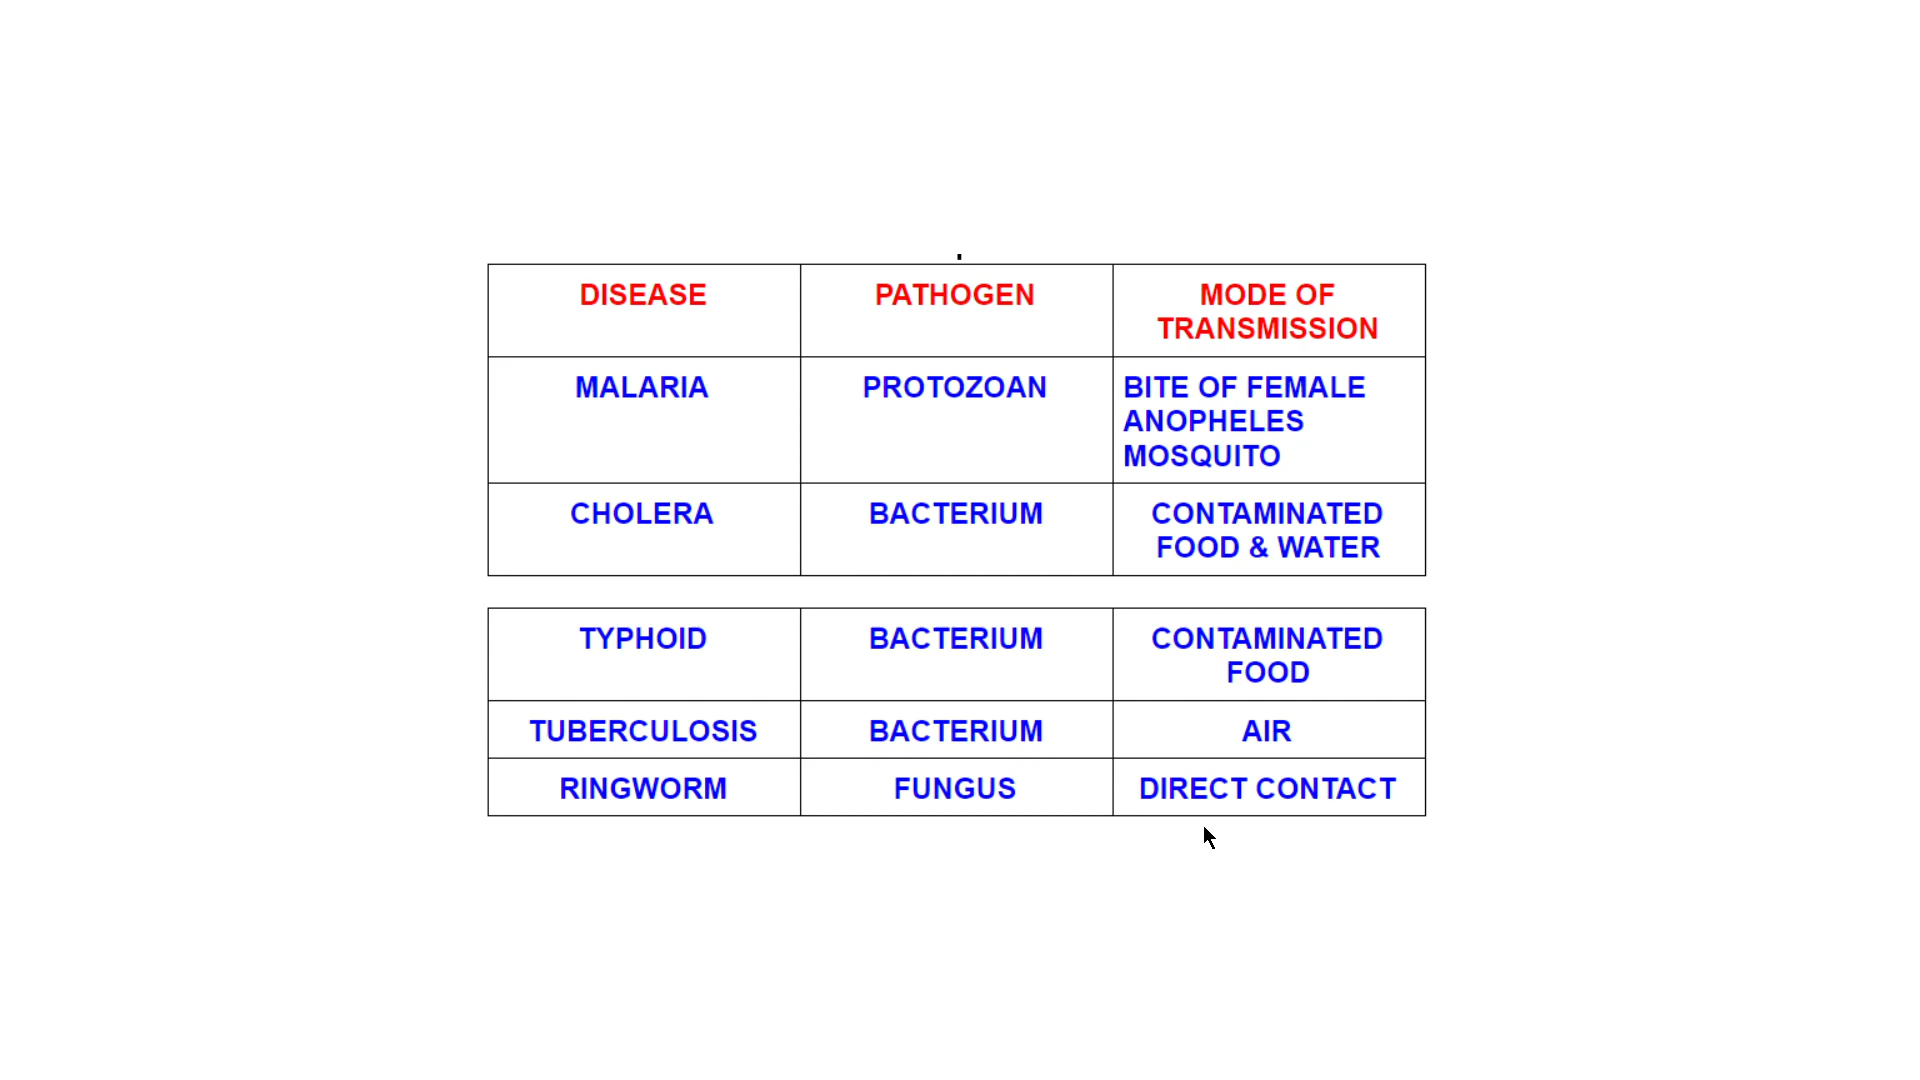 DISEASE
PATHOGEN
MODE OF
TRANSMISSION
MALARIA
PROTOZOAN
BITE OF FEMALE
ANOPHELES
MOSQUITO
CHOLERA
BACTERIUM
CONTAMINATED
FOOD & WATER
TYPHOID
BACTERIUM
CONTAMINATED
FOOD
TUBERCULOSIS
BACTERIUM
AIR
RINGWORM
FUNGUS
DIRECT CONTACT